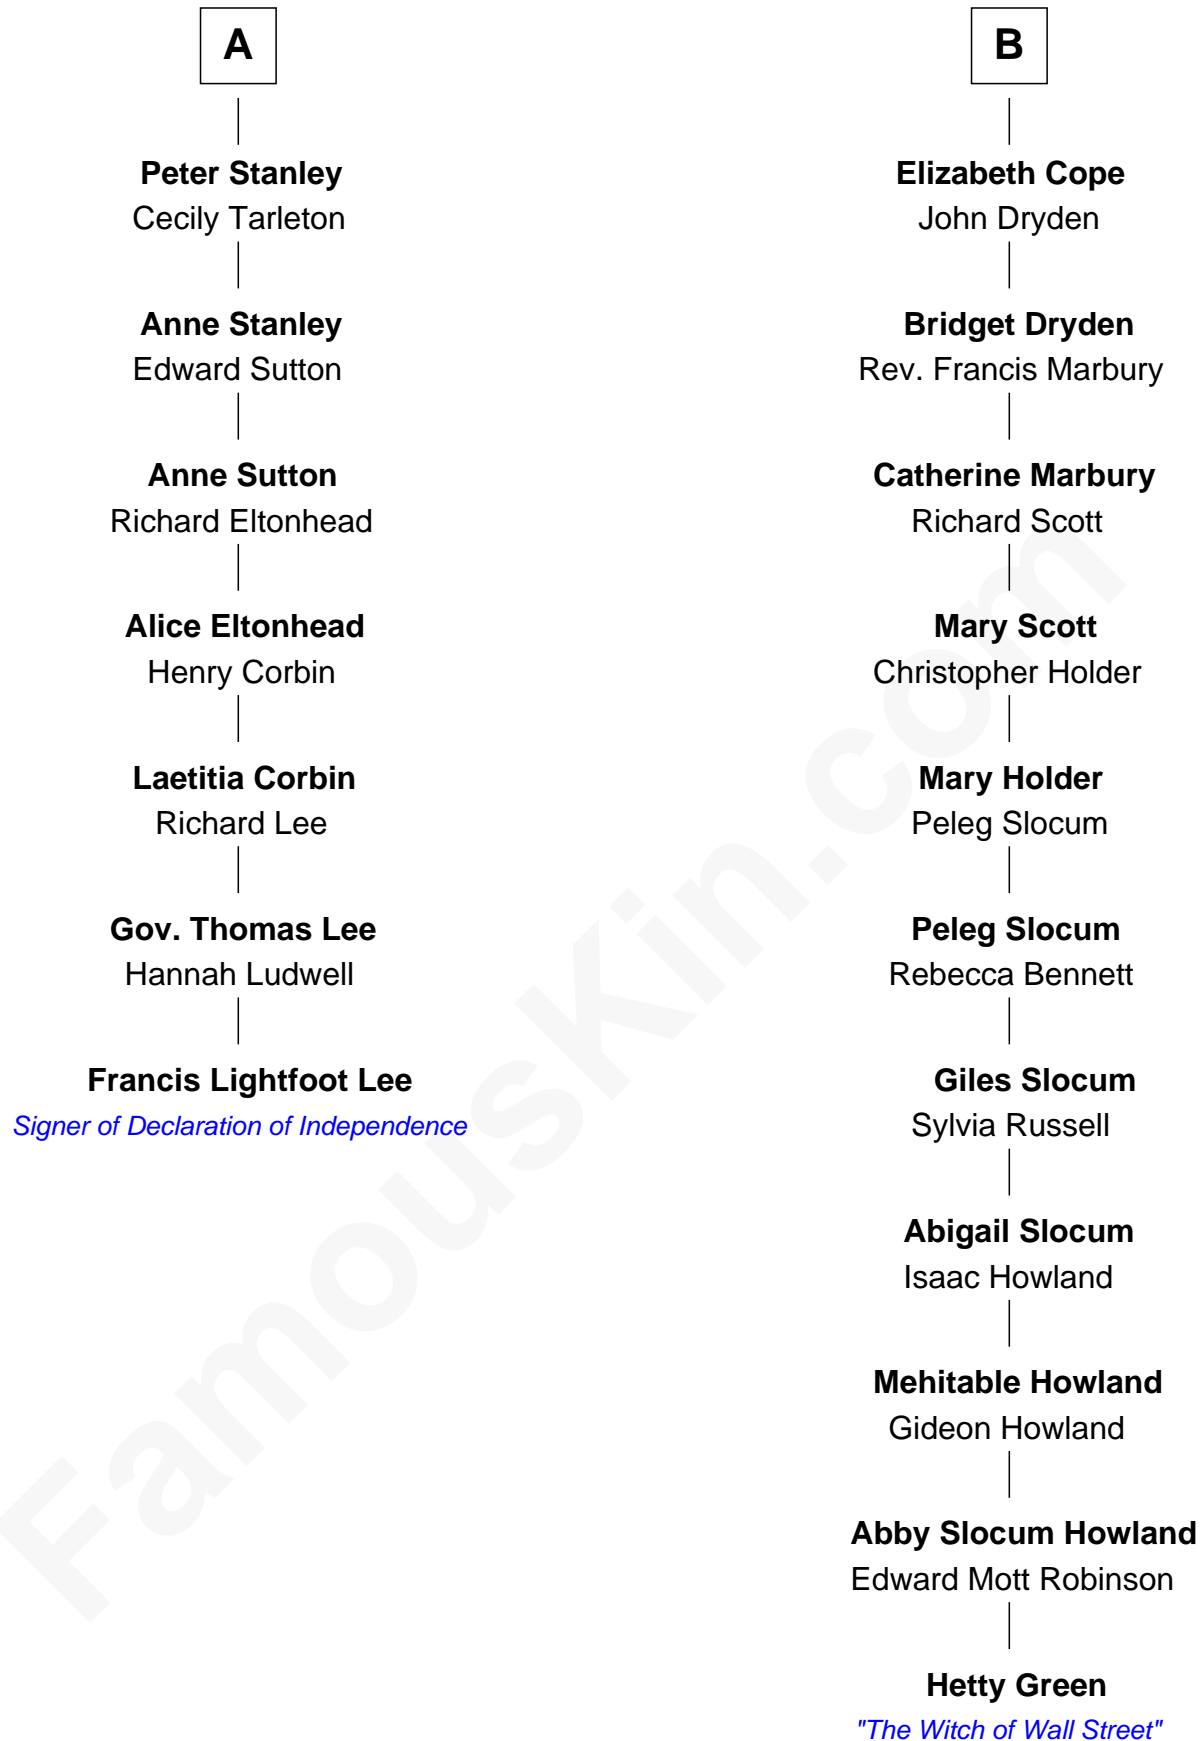 A
Peter Stanley
Cecily Tarleton
Anne Stanley
Edward Sutton
Anne Sutton
Richard Eltonhead
Alice Eltonhead
Henry Corbin
Laetitia Corbin
Richard Lee
Gov. Thomas Lee
Hannah Ludwell
Francis Lightfoot Lee
Signer of Declaration of Independence
B
Elizabeth Cope
John Dryden
Bridget Dryden
Rev. Francis Marbury
Catherine Marbury
Richard Scott
Mary Scott
Christopher Holder
Mary Holder
Peleg Slocum
Peleg Slocum
Rebecca Bennett
Giles Slocum
Sylvia Russell
Abigail Slocum
Isaac Howland
Mehitable Howland
Gideon Howland
Abby Slocum Howland
Edward Mott Robinson
Hetty Green
"The Witch of Wall Street"
FamousKin.com